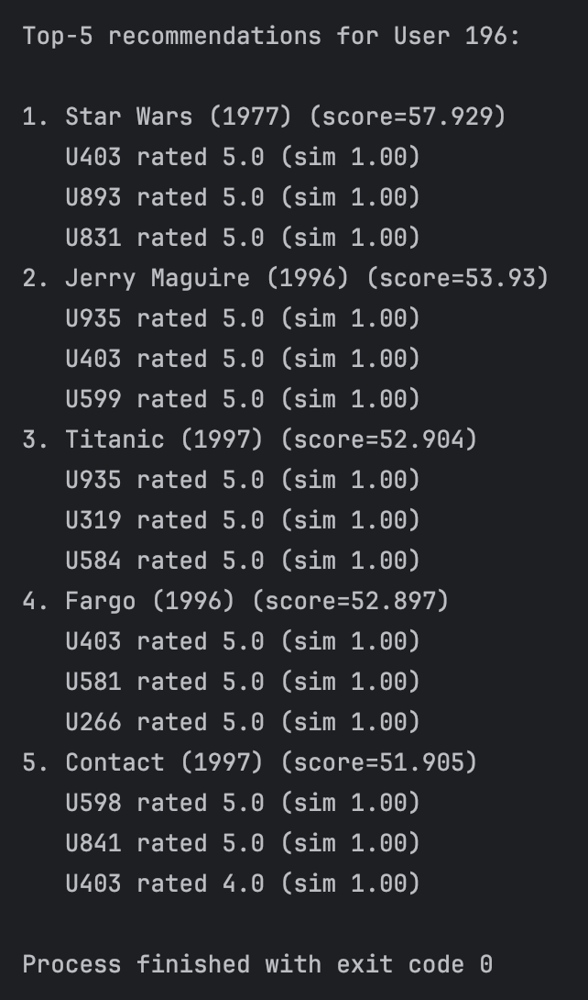 Top-5 recommendations for User 196:
1. Star Wars (1977) (score=57.929)
U403 rated 5.0 (sim 1.00)
U893 rated 5.0 (sim 1.00)
U831 rated 5.0 (sim 1.00)
2. Jerry Maguire (1996) (score=53.93)
U935 rated 5.0 (sim 1.00)
U403 rated 5.0 (sim 1.00)
U599 rated 5.0 (sim 1.00)
3. Titanic (1997) (score=52.904)
U935 rated 5.0 (sim 1.00)
U319 rated 5.0 (sim 1.00)
U584 rated 5.0 (sim 1.00)
4. Fargo (1996) (score=52.897)
U403 rated 5.0 (sim 1.00)
U581 rated 5.0 (sim 1.00)
U266 rated 5.0 (sim 1.00)
5. Contact (1997) (score=51.905)
U598 rated 5.0 (sim 1.00)
U841 rated 5.0 (sim 1.00)
U403 rated 4.0 (sim 1.00)
Process finished with exit code 0